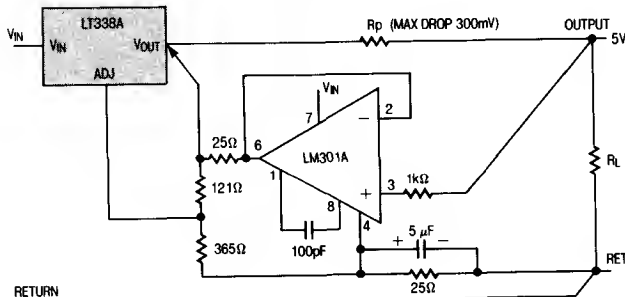 LT338A
VIN
VIN
VOUT
ADJ
Rp (MAX DROP 300mV)
OUTPUT
5V
VIN
7
2
−
25Ω
6
LM301A
1
8
+
3
4
1kΩ
RL
121Ω
100pF
+
5 μF
−
365Ω
25Ω
RET
RETURN